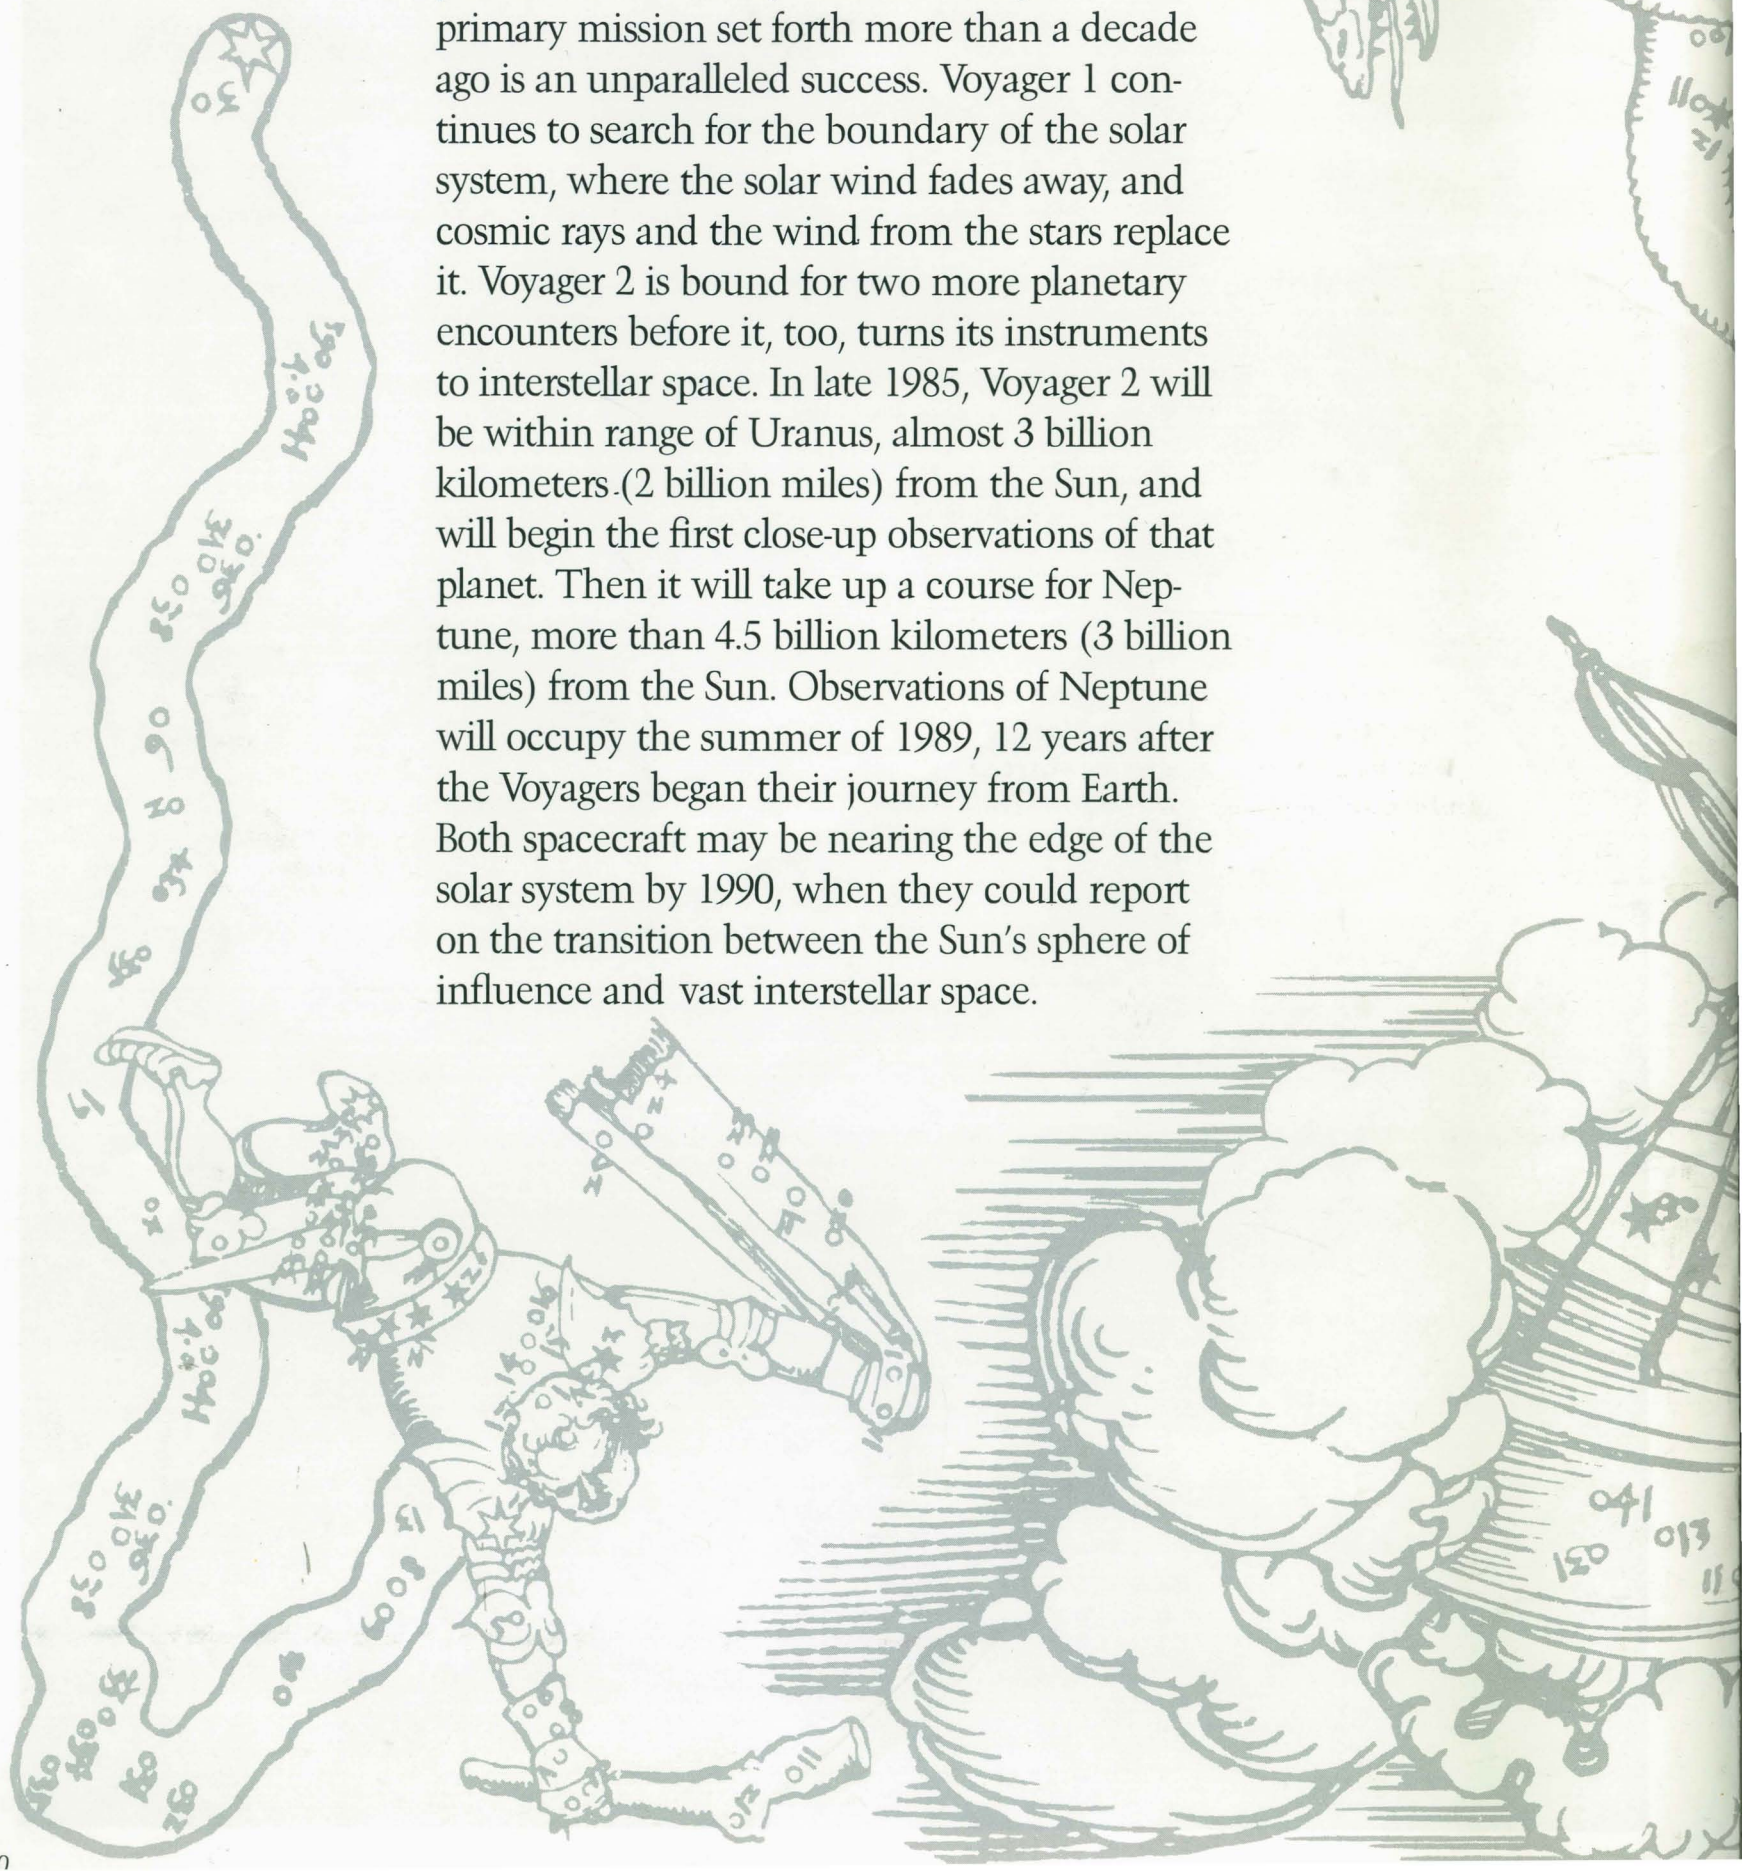 primary mission set forth more than a decade
ago is an unparalleled success. Voyager 1 con-
tinues to search for the boundary of the solar
system, where the solar wind fades away, and
cosmic rays and the wind from the stars replace
it. Voyager 2 is bound for two more planetary
encounters before it, too, turns its instruments
to interstellar space. In late 1985, Voyager 2 will
be within range of Uranus, almost 3 billion
kilometers (2 billion miles) from the Sun, and
will begin the first close-up observations of that
planet. Then it will take up a course for Nep-
tune, more than 4.5 billion kilometers (3 billion
miles) from the Sun. Observations of Neptune
will occupy the summer of 1989, 12 years after
the Voyagers began their journey from Earth.
Both spacecraft may be nearing the edge of the
solar system by 1990, when they could report
on the transition between the Sun's sphere of
influence and vast interstellar space.